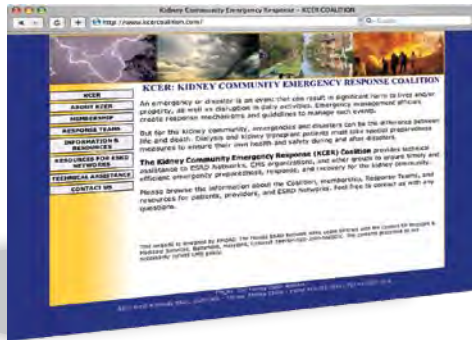 Kidney Community Emergency Response – KCER COALITION
http://www.kcercoalition.com/
KCER: KIDNEY COMMUNITY EMERGENCY RESPONSE COALITION
KCER
ABOUT KCER
MEMBERSHIP
RESPONSE TEAMS
INFORMATION & RESOURCES
RESOURCES FOR ESRD NETWORKS
TECHNICAL ASSISTANCE
CONTACT US
An emergency or disaster is an event that can result in significant harm to lives and/or
property, as well as disruption in daily activities. Emergency management officials
create response mechanisms and guidelines to manage such events.
But for the kidney community, emergencies and disasters can be the difference between
life and death. Dialysis and kidney transplant patients must take special preparedness
measures to ensure their own health and safety during and after disasters.
The Kidney Community Emergency Response (KCER) Coalition provides technical
assistance to ESRD Networks, CMS organizations, and other groups to ensure timely and
efficient emergency preparedness, response, and recovery for the kidney community.
Please browse the information about the Coalition, membership, Response Teams, and
resources for patients, providers, and ESRD Networks. Feel free to contact us with any
questions.